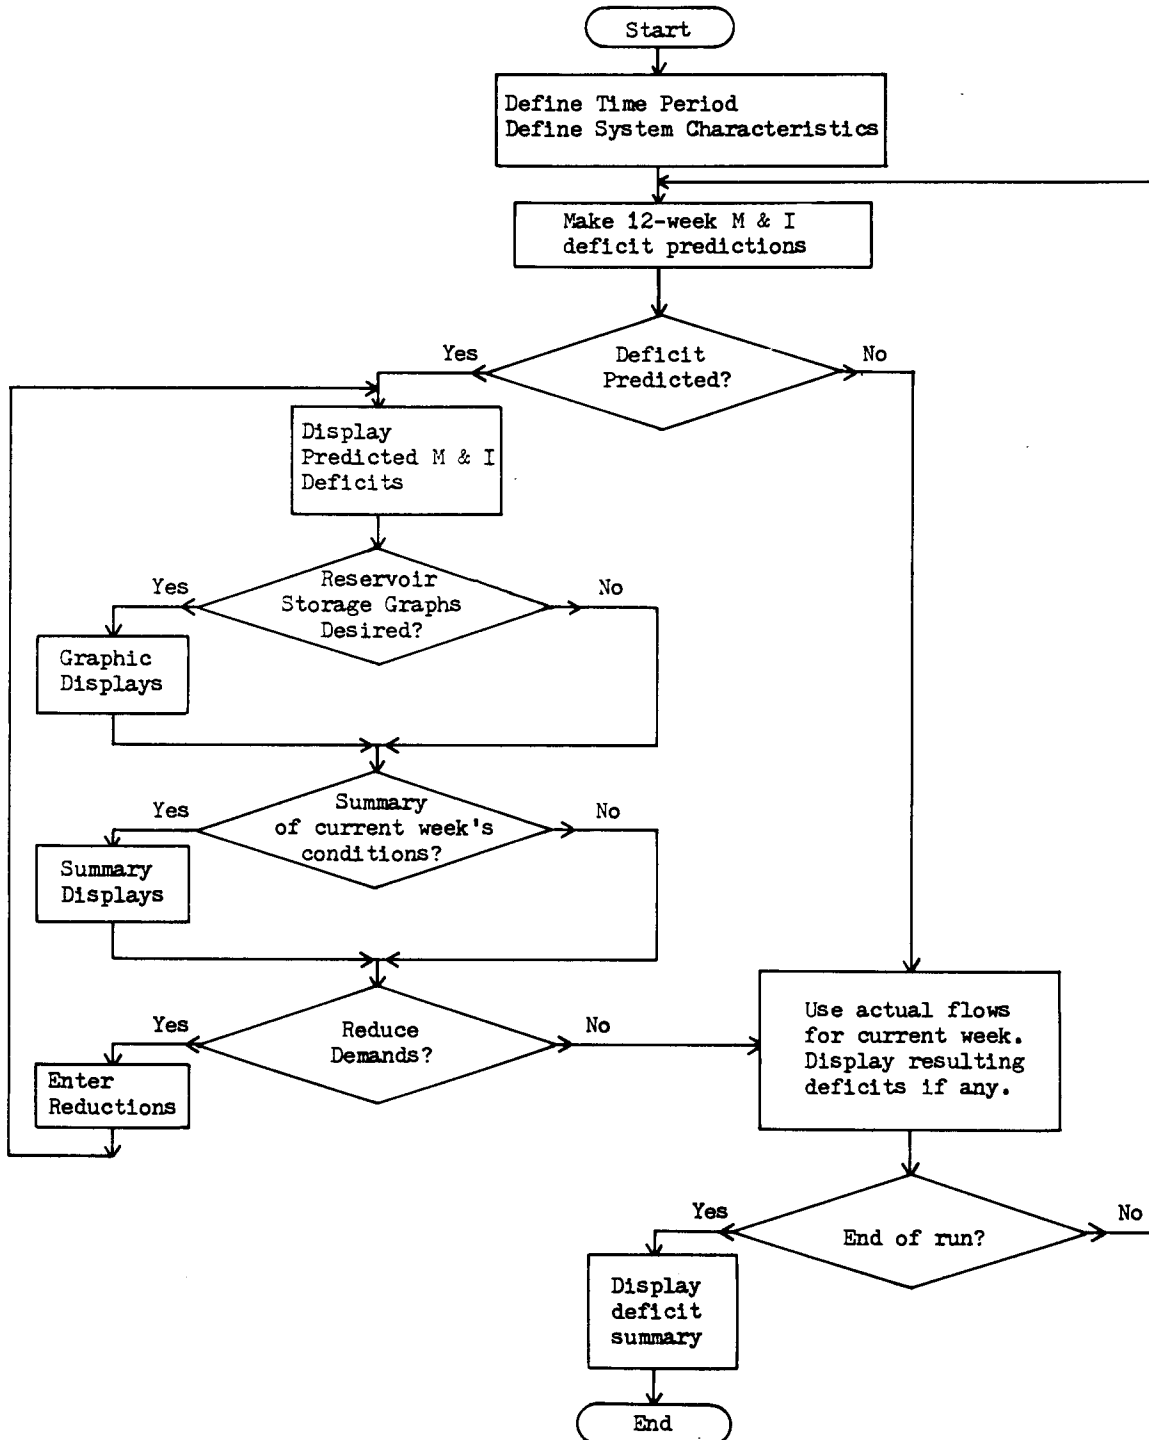 Start
Define Time Period
Define System Characteristics
Make 12-week M & I
deficit predictions
Deficit
Predicted?
Yes
No
Display
Predicted M & I
Deficits
Reservoir
Storage Graphs
Desired?
Yes
No
Graphic
Displays
Summary
of current week's
conditions?
Yes
No
Summary
Displays
Reduce
Demands?
Yes
No
Enter
Reductions
Use actual flows
for current week.
Display resulting
deficits if any.
End of run?
Yes
No
Display
deficit
summary
End